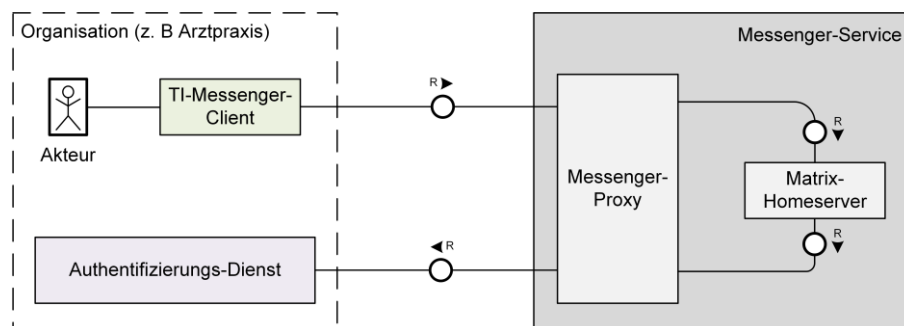 Organisation (z. B Arztpraxis)
Messenger-Service
TI-Messenger-
Client
Akteur
R
Messenger-
Proxy
R
Matrix-
Homeserver
R
R
Authentifizierungs-Dienst